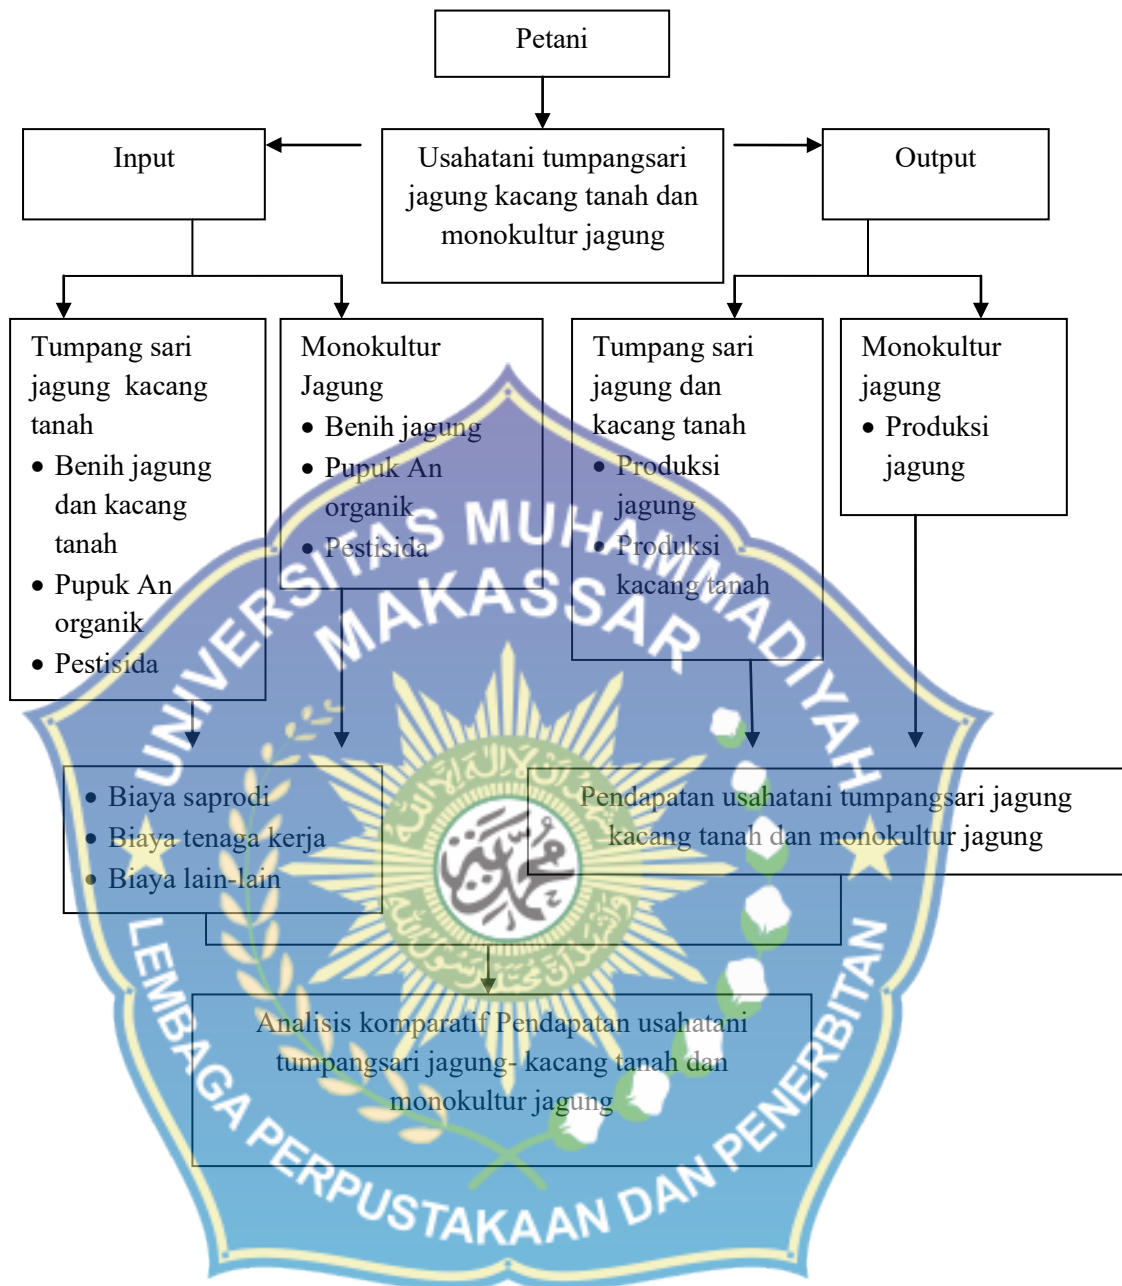 Petani
Input
Usahatani tumpangsari
jagung kacang tanah dan
monokultur jagung
Output
Tumpang sari
jagung kacang
tanah
• Benih jagung
dan kacang
tanah
• Pupuk An
organik
• Pestisida
Monokultur
Jagung
• Benih jagung
• Pupuk An
organik
• Pestisida
Tumpang sari
jagung dan
kacang tanah
• Produksi
jagung
• Produksi
kacang tanah
Monokultur
jagung
• Produksi
jagung
• Biaya saprodi
• Biaya tenaga kerja
• Biaya lain-lain
Pendapatan usahatani tumpangsari jagung
kacang tanah dan monokultur jagung
Analisis komparatif Pendapatan usahatani
tumpangsari jagung- kacang tanah dan
monokultur jagung
UNIVERSITAS MUHAMMADIYAH
MAKASSAR
محمد
LEMBAGA PERPUSTAKAAN DAN PENERBITAN